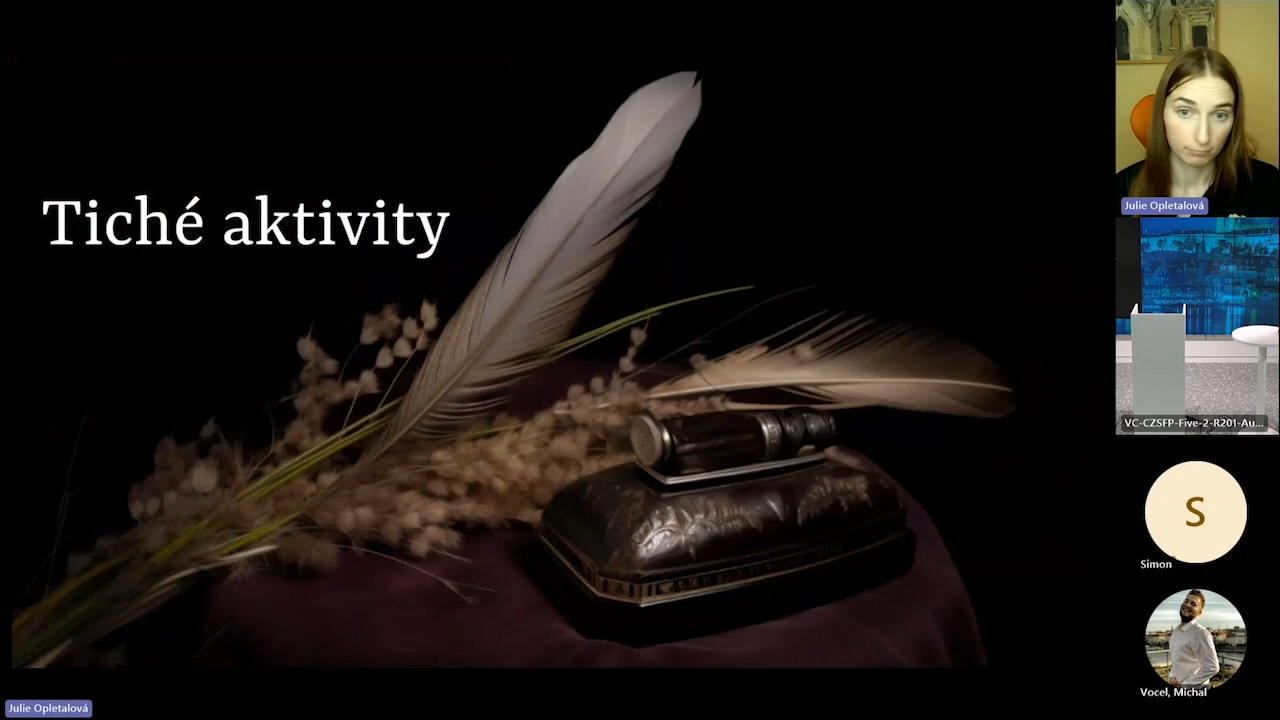 Tiché aktivity
Julie Opletalová
VC-CZSFP-Five-2-R201-Au...
S
Simon
Vocel, Michal
Julie Opletalová